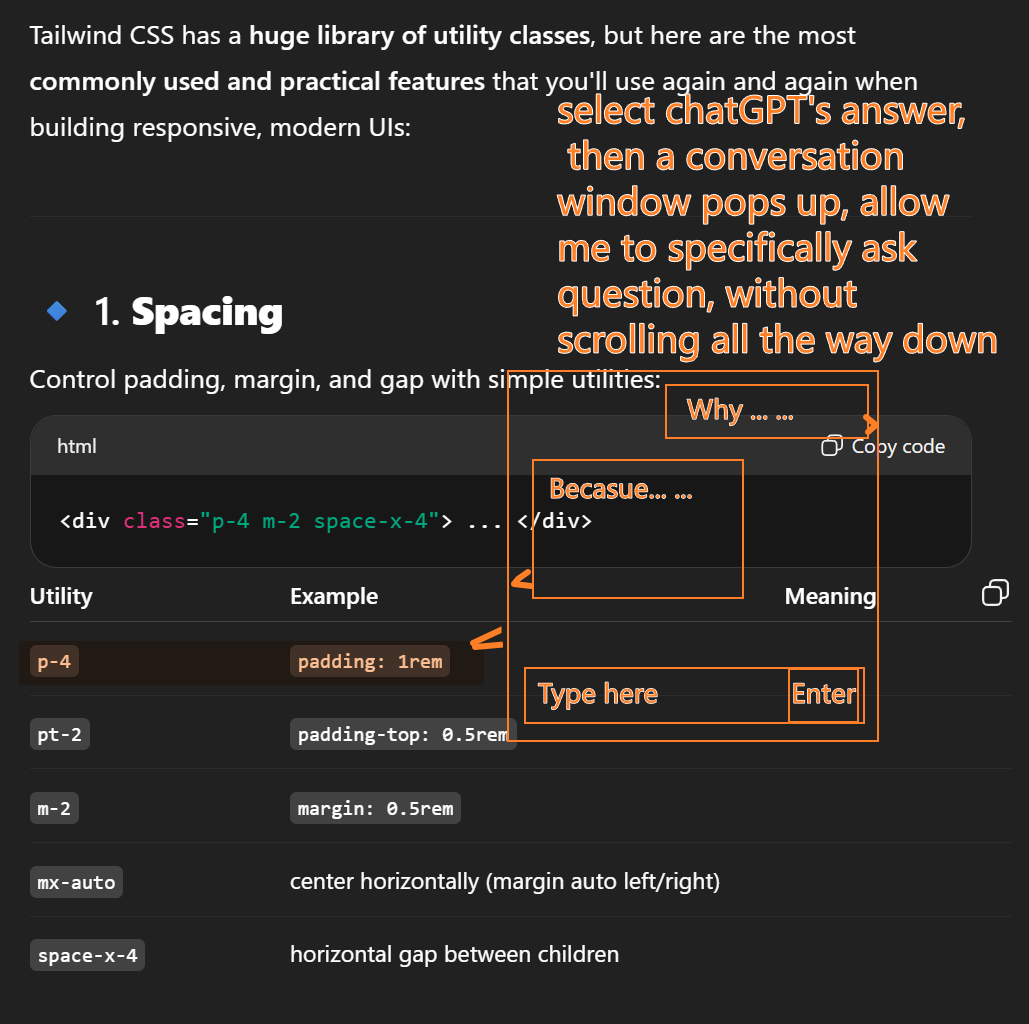 Tailwind CSS has a huge library of utility classes, but here are the most
commonly used and practical features that you'll use again and again when
building responsive, modern UIs:
select chatGPT's answer,
then a conversation
window pops up, allow
me to specifically ask
question, without
scrolling all the way down
1. Spacing
Control padding, margin, and gap with simple utilities:
Why ... ...
html
Copy code
Becasue... ...
<div class="p-4 m-2 space-x-4"> ... </div>
Utility Example Meaning
p-4 padding: 1rem
Type here Enter
pt-2 padding-top: 0.5rem
m-2 margin: 0.5rem
mx-auto center horizontally (margin auto left/right)
space-x-4 horizontal gap between children